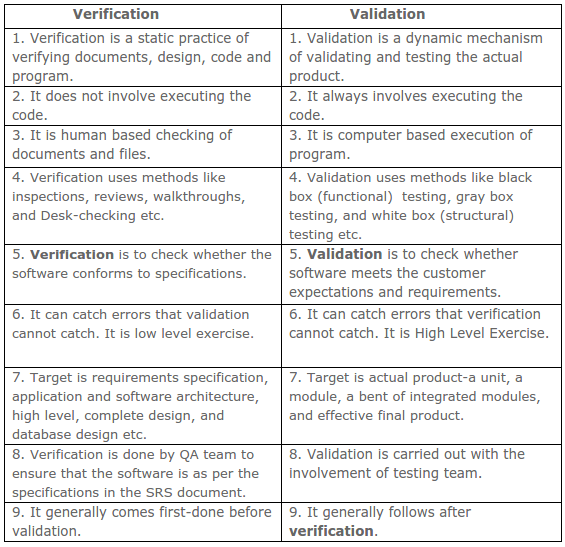 Verification
Validation
1. Verification is a static practice of
verifying documents, design, code and
program.
1. Validation is a dynamic mechanism
of validating and testing the actual
product.
2. It does not involve executing the
code.
2. It always involves executing the
code.
3. It is human based checking of
documents and files.
3. It is computer based execution of
program.
4. Verification uses methods like
inspections, reviews, walkthroughs,
and Desk-checking etc.
4. Validation uses methods like black
box (functional)  testing, gray box
testing, and white box (structural)
testing etc.
5. Verification is to check whether the
software conforms to specifications.
5. Validation is to check whether
software meets the customer
expectations and requirements.
6. It can catch errors that validation
cannot catch. It is low level exercise.
6. It can catch errors that verification
cannot catch. It is High Level Exercise.
7. Target is requirements specification,
application and software architecture,
high level, complete design, and
database design etc.
7. Target is actual product-a unit, a
module, a bent of integrated modules,
and effective final product.
8. Verification is done by QA team to
ensure that the software is as per the
specifications in the SRS document.
8. Validation is carried out with the
involvement of testing team.
9. It generally comes first-done before
validation.
9. It generally follows after
verification.